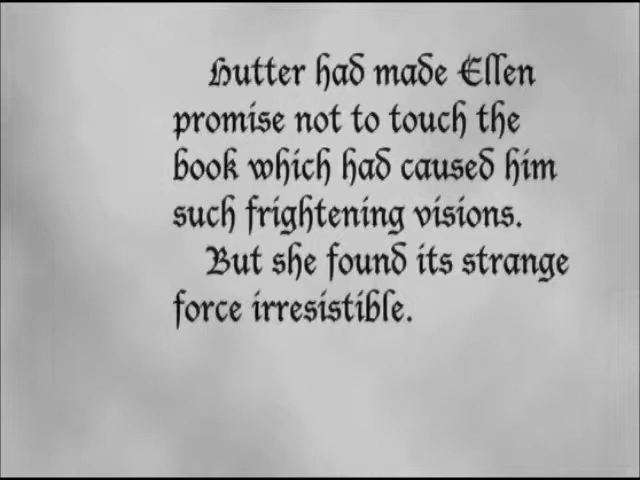 Hutter had made Ellen
promise not to touch the
book which had caused him
such frightening visions.
But she found its strange
force irresistible.